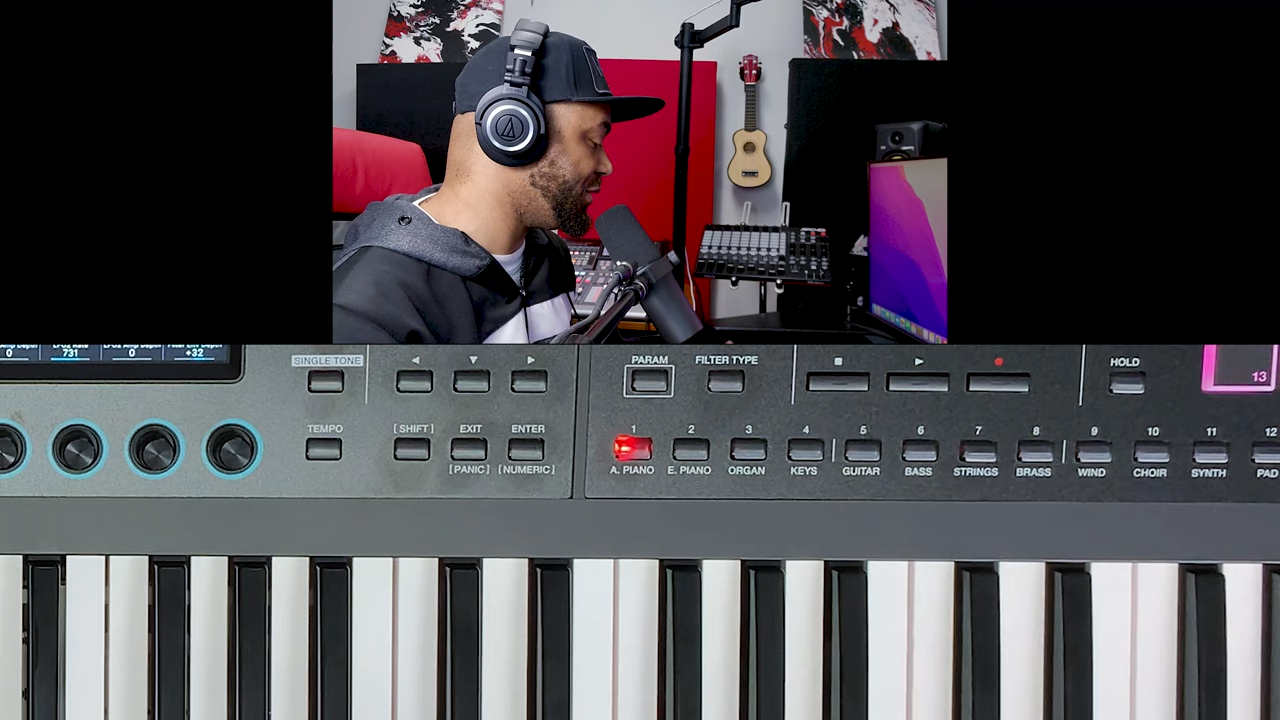 0 731 0 +32
SINGLE TONE
PARAM FILTER TYPE
HOLD
13
TEMPO [ SHIFT ] EXIT ENTER
[ PANIC ] [ NUMERIC ]
1 2 3 4 5 6 7 8 9 10 11 12
A. PIANO E. PIANO ORGAN KEYS GUITAR BASS STRINGS BRASS WIND CHOIR SYNTH PAD